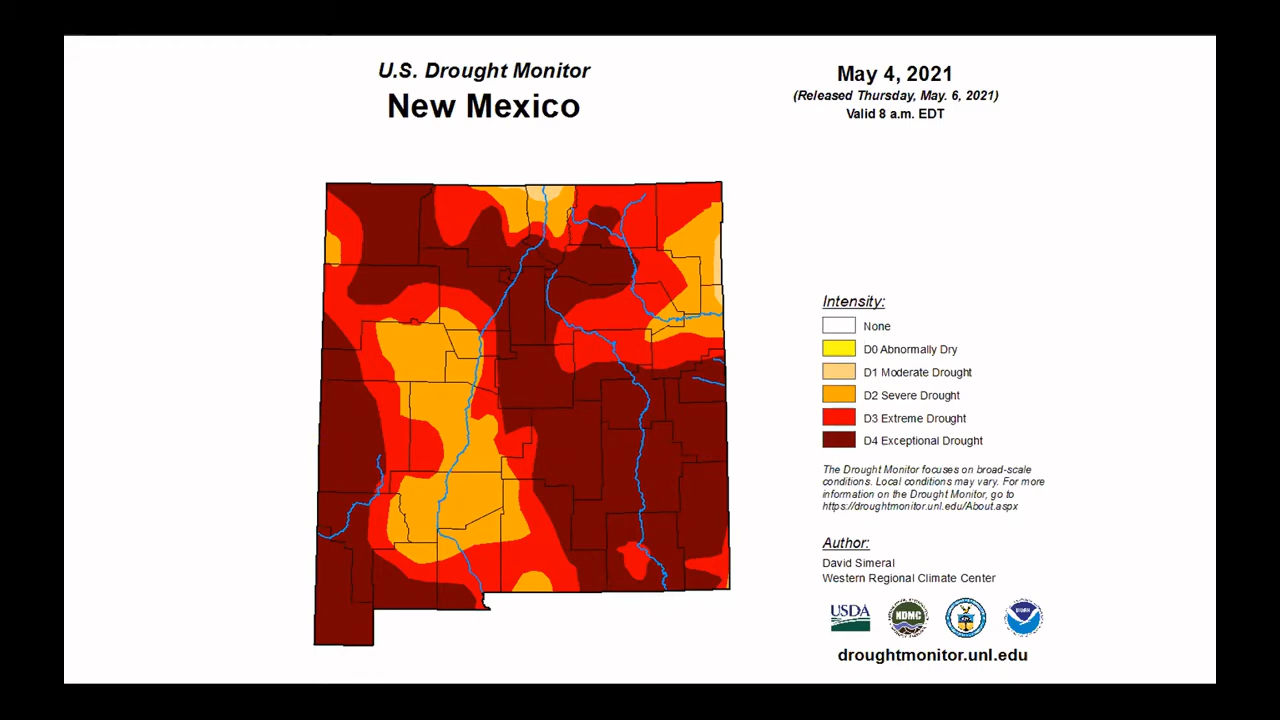 U.S. Drought Monitor
New Mexico
May 4, 2021
(Released Thursday, May. 6, 2021)
Valid 8 a.m. EDT
Intensity:
None
D0 Abnormally Dry
D1 Moderate Drought
D2 Severe Drought
D3 Extreme Drought
D4 Exceptional Drought
The Drought Monitor focuses on broad-scale
conditions. Local conditions may vary. For more
information on the Drought Monitor, go to
https://droughtmonitor.unl.edu/About.aspx
Author:
David Simeral
Western Regional Climate Center
USDA
NDMC
droughtmonitor.unl.edu